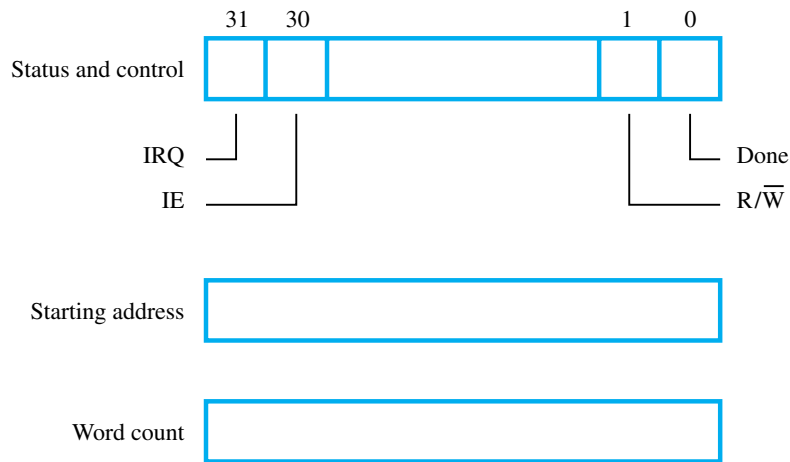 31 30 1 0
Status and control
IRQ Done
IE R/W̅
Starting address
Word count